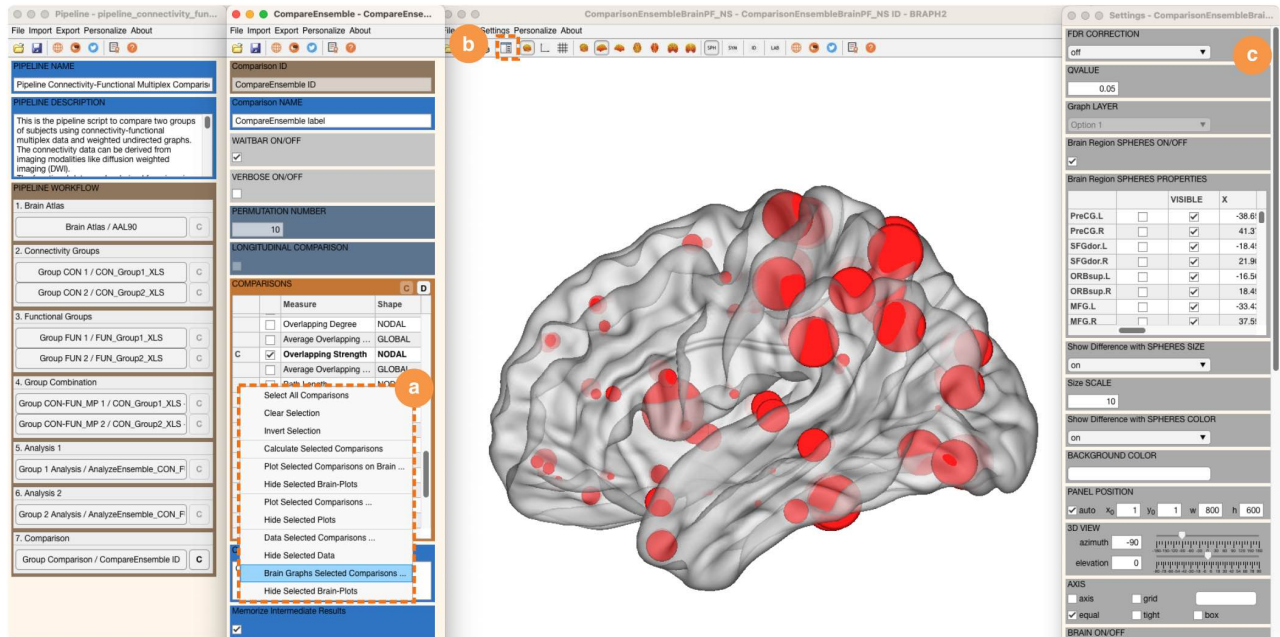 Pipeline - pipeline_connectivity_fun...
File Import Export Personalize About
PIPELINE NAME
Pipeline Connectivity-Functional Multiplex Comparis
PIPELINE DESCRIPTION
This is the pipeline script to compare two groups
of subjects using connectivity-functional
multiplex data and weighted undirected graphs.
The connectivity data can be derived from
imaging modalities like diffusion weighted
imaging (DWI).
PIPELINE WORKFLOW
1. Brain Atlas
Brain Atlas / AAL90
C
2. Connectivity Groups
Group CON 1 / CON_Group1_XLS
Group CON 2 / CON_Group2_XLS
C
3. Functional Groups
Group FUN 1 / FUN_Group1_XLS
Group FUN 2 / FUN_Group2_XLS
C
4. Group Combination
Group CON-FUN_MP 1 / CON_Group1_XLS -
C
Group CON-FUN_MP 2 / CON_Group2_XLS -
5. Analysis 1
Group 1 Analysis / AnalyzeEnsemble_CON_F
C
6. Analysis 2
Group 2 Analysis / AnalyzeEnsemble_CON_F
C
7. Comparison
Group Comparison / CompareEnsemble ID
C
CompareEnsemble - CompareEnse...
File Import Export Personalize About
Comparison ID
CompareEnsemble ID
Comparison NAME
CompareEnsemble label
WAITBAR ON/OFF
VERBOSE ON/OFF
PERMUTATION NUMBER
10
LONGITUDINAL COMPARISON
COMPARISONS
C D
Measure Shape
Overlapping Degree NODAL
Average Overlapping ... GLOBAL
C Overlapping Strength NODAL
Average Overlapping ... GLOBAL
a
Select All Comparisons
Clear Selection
Invert Selection
Calculate Selected Comparisons
Plot Selected Comparisons on Brain ...
Hide Selected Brain-Plots
Plot Selected Comparisons ...
Hide Selected Plots
Data Selected Comparisons ...
Hide Selected Data
Brain Graphs Selected Comparisons ...
Hide Selected Brain-Plots
Memorize Intermediate Results
ComparisonEnsembleBrainPF_NS - ComparisonEnsembleBrainPF_NS ID - BRAPH2
Settings Personalize About
b
SPH SYN ID LAB
Settings - ComparisonEnsembleBrai...
FDR CORRECTION
off
c
QVALUE
0.05
Graph LAYER
Option 1
Brain Region SPHERES ON/OFF
Brain Region SPHERES PROPERTIES
VISIBLE X
PreCG.L
PreCG.R
SFGdor.L
SFGdor.R
ORBsup.L
ORBsup.R
MFG.L
MFG.R
Show Difference with SPHERES SIZE
on
Size SCALE
10
Show Difference with SPHERES COLOR
on
BACKGROUND COLOR
PANEL POSITION
auto x0 1 y0 1 w 800 h 600
3D VIEW
azimuth -90
elevation 0
AXIS
axis grid
equal tight box
BRAIN ON/OFF